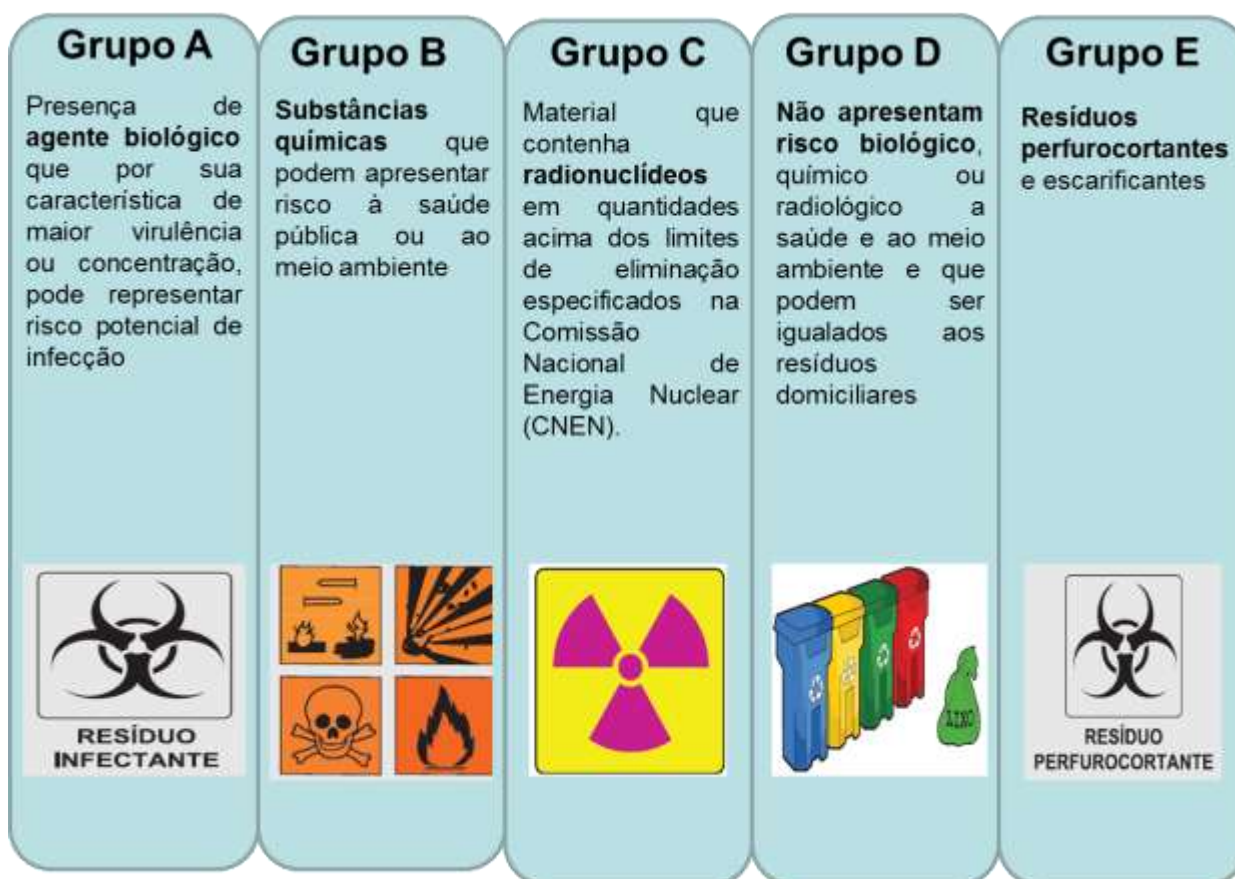 Grupo A
Presença de
agente biológico
que por sua
característica de
maior virulência
ou concentração,
pode representar
risco potencial de
infecção
RESÍDUO
INFECTANTE
Grupo B
Substâncias
químicas que
podem apresentar
risco à saúde
pública ou ao
meio ambiente
Grupo C
Material que
contenha
radionuclídeos
em quantidades
acima dos limites
de eliminação
especificados na
Comissão
Nacional de
Energia Nuclear
(CNEN).
Grupo D
Não apresentam
risco biológico,
químico ou
radiológico a
saúde e ao meio
ambiente e que
podem ser
igualados aos
resíduos
domiciliares
LIXO
Grupo E
Resíduos
perfurocortantes
e escarificantes
RESÍDUO
PERFUROCORTANTE